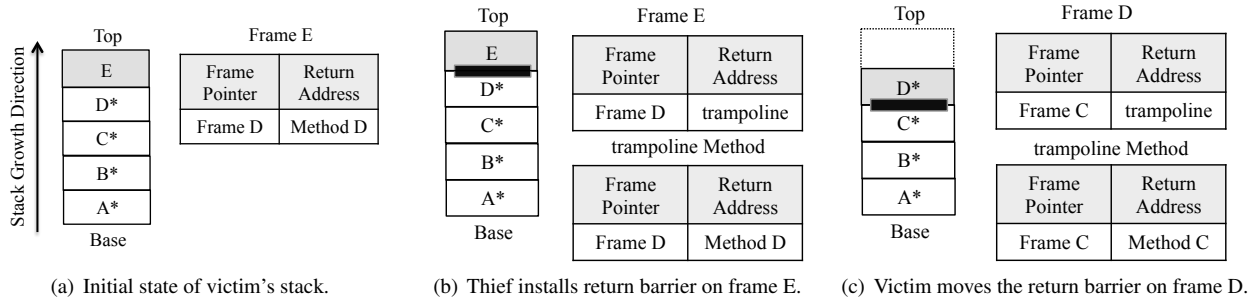 Stack Growth Direction
Top
E
D*
C*
B*
A*
Base
Frame E
Frame Pointer
Return Address
Frame D
Method D
(a) Initial state of victim's stack.
Top
E
D*
C*
B*
A*
Base
Frame E
Frame Pointer
Return Address
Frame D
trampoline
trampoline Method
Frame Pointer
Return Address
Frame D
Method D
(b) Thief installs return barrier on frame E.
Top
D*
C*
B*
A*
Base
Frame D
Frame Pointer
Return Address
Frame C
trampoline
trampoline Method
Frame Pointer
Return Address
Frame C
Method C
(c) Victim moves the return barrier on frame D.